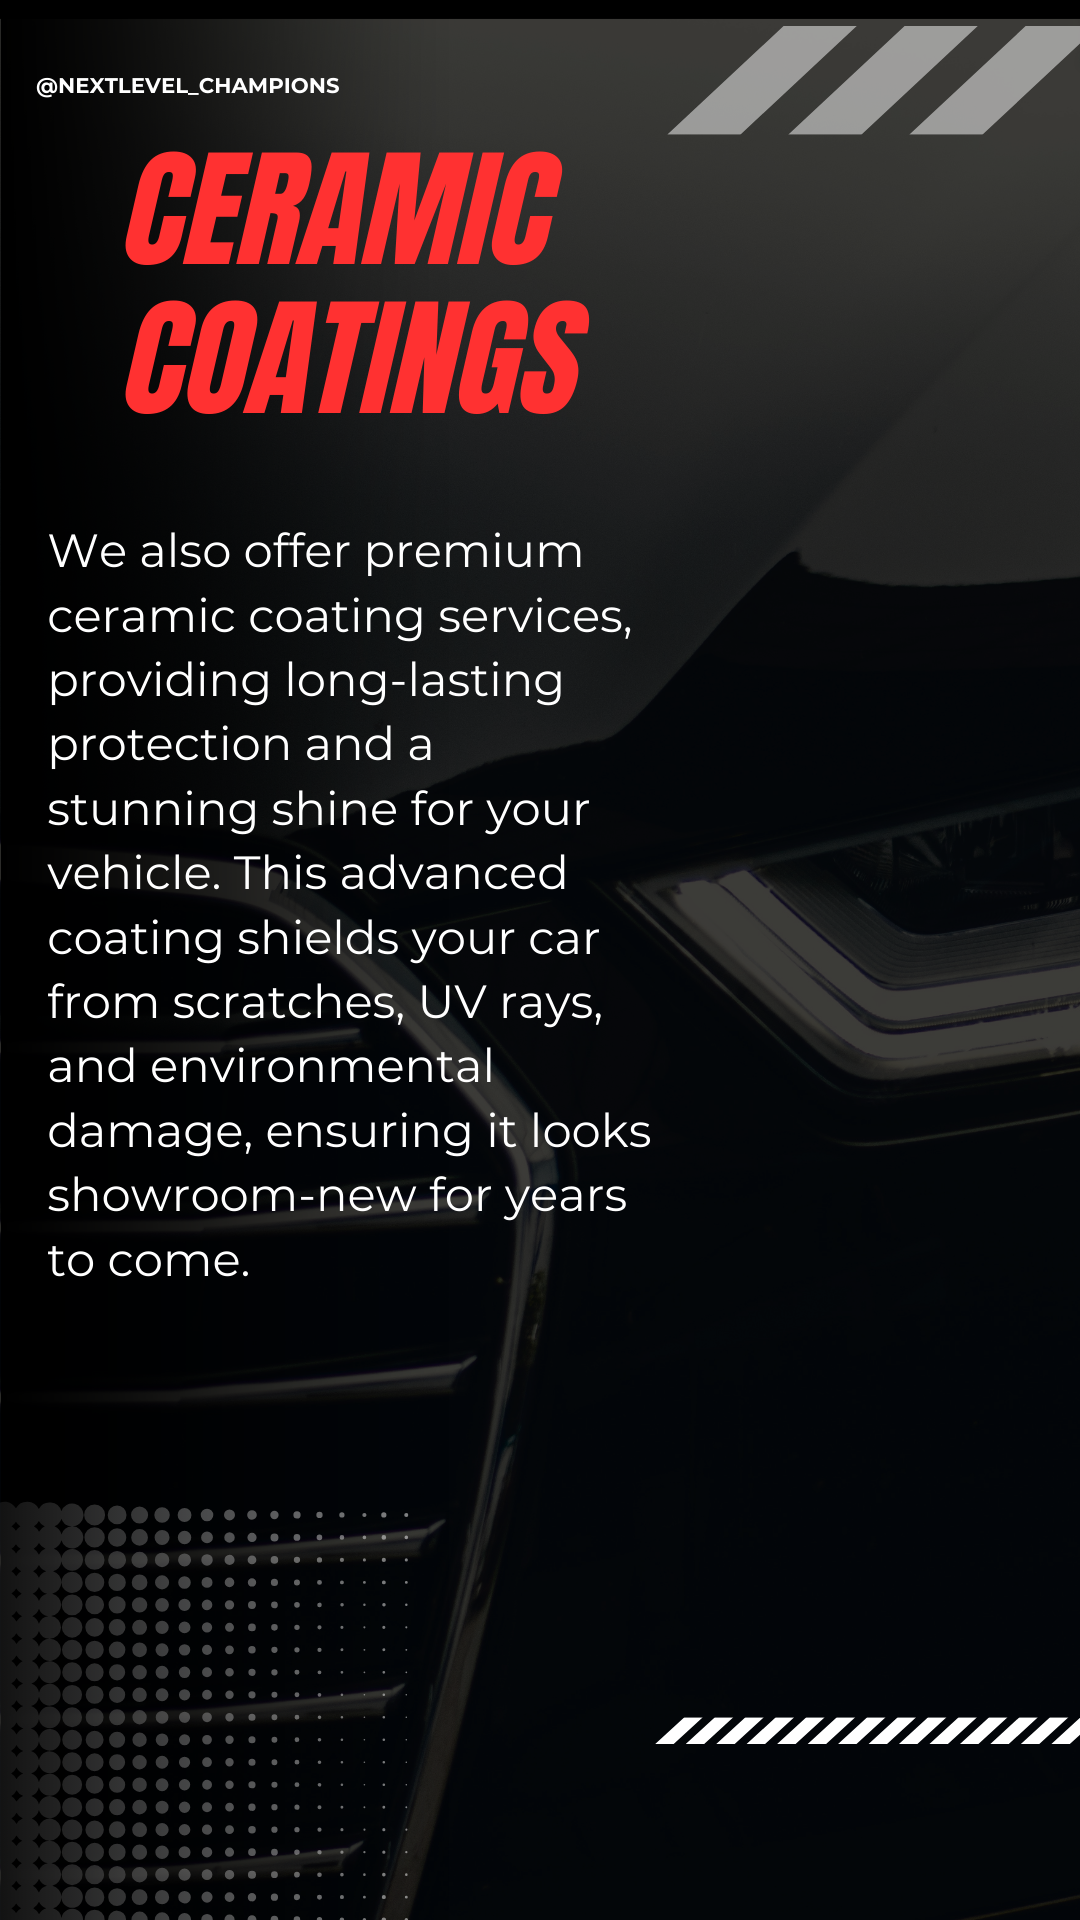 @NEXTLEVEL_CHAMPIONS
CERAMIC
COATINGS
We also offer premium
ceramic coating services,
providing long-lasting
protection and a
stunning shine for your
vehicle. This advanced
coating shields your car
from scratches, UV rays,
and environmental
damage, ensuring it looks
showroom-new for years
to come.